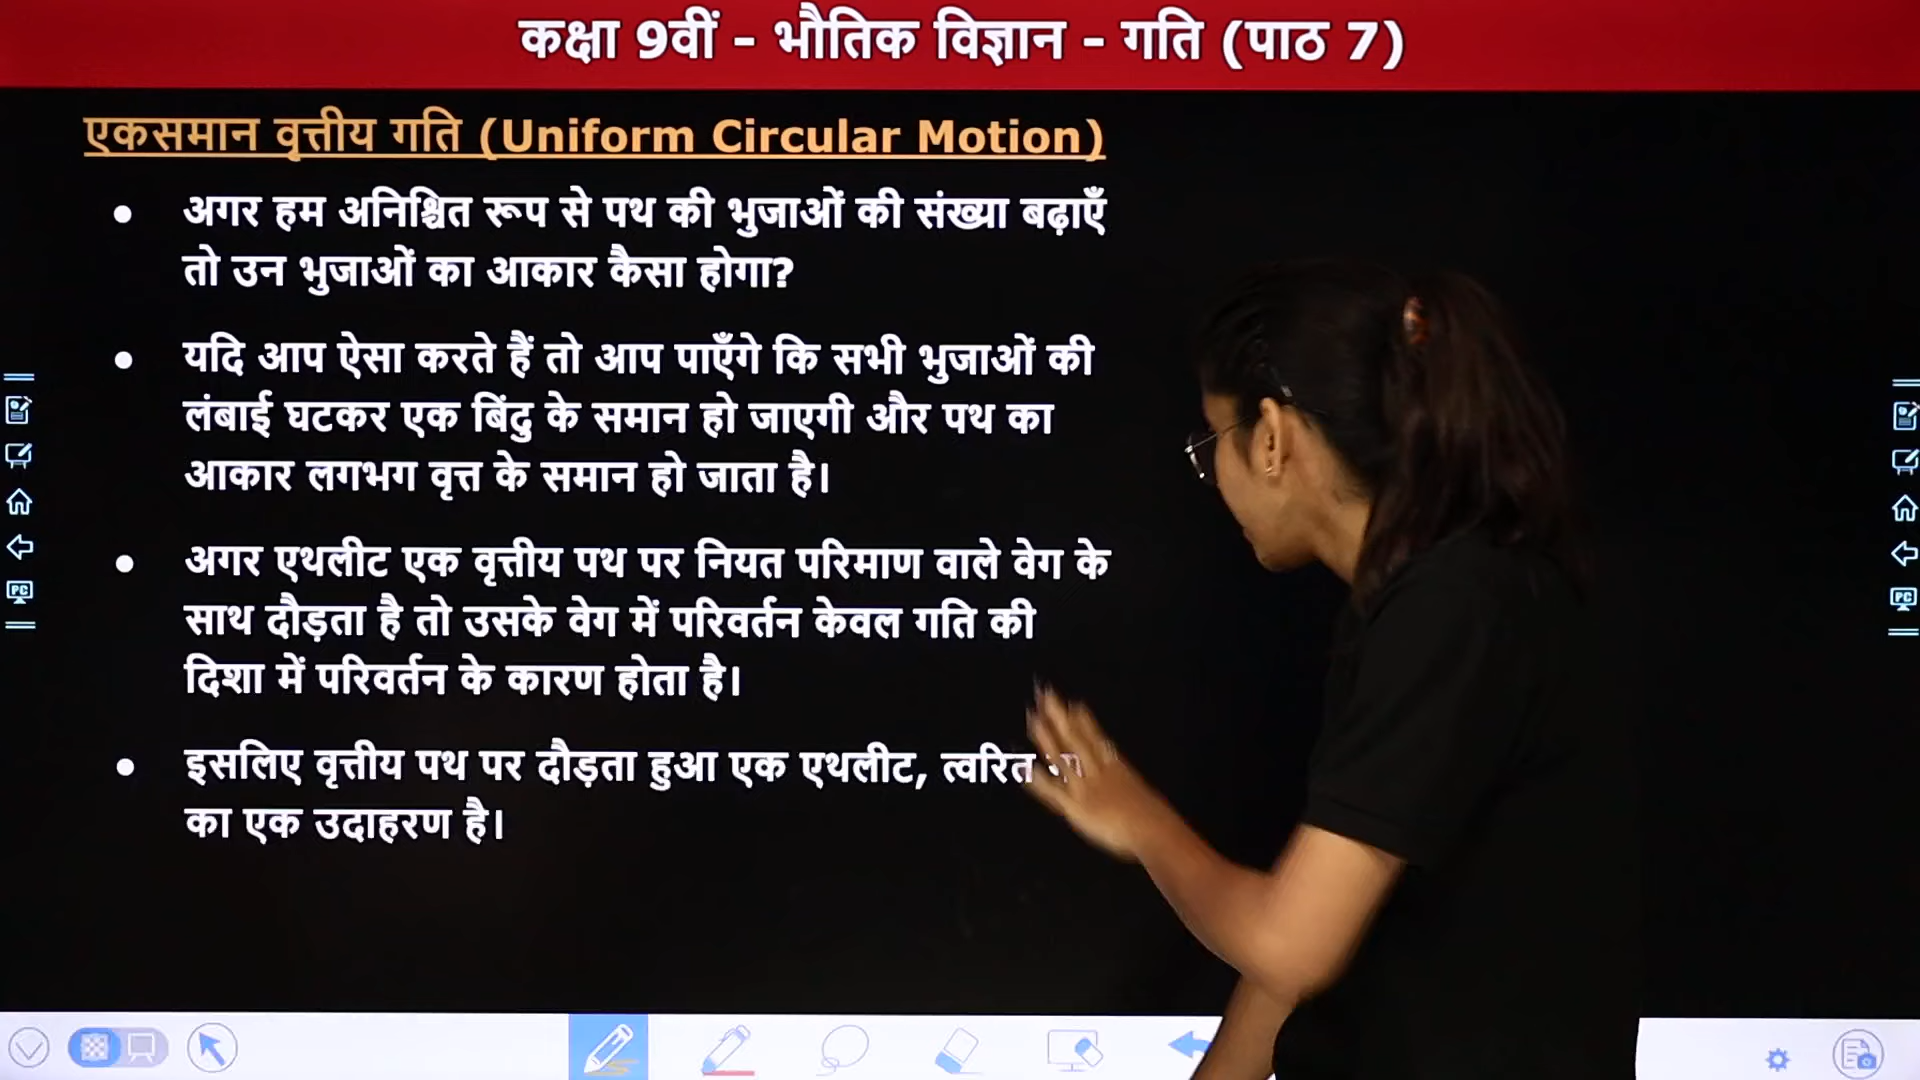 कक्षा 9वीं - भौतिक विज्ञान - गति (पाठ 7)
एकसमान वृत्तीय गति (Uniform Circular Motion)
• अगर हम अनिश्चित रूप से पथ की भुजाओं की संख्या बढ़ाएँ
तो उन भुजाओं का आकार कैसा होगा?
• यदि आप ऐसा करते हैं तो आप पाएँगे कि सभी भुजाओं की
लंबाई घटकर एक बिंदु के समान हो जाएगी और पथ का
आकार लगभग वृत्त के समान हो जाता है।
• अगर एथलीट एक वृत्तीय पथ पर नियत परिमाण वाले वेग के
साथ दौड़ता है तो उसके वेग में परिवर्तन केवल गति की
दिशा में परिवर्तन के कारण होता है।
• इसलिए वृत्तीय पथ पर दौड़ता हुआ एक एथलीट, त्वरित
का एक उदाहरण है।
PC
PC